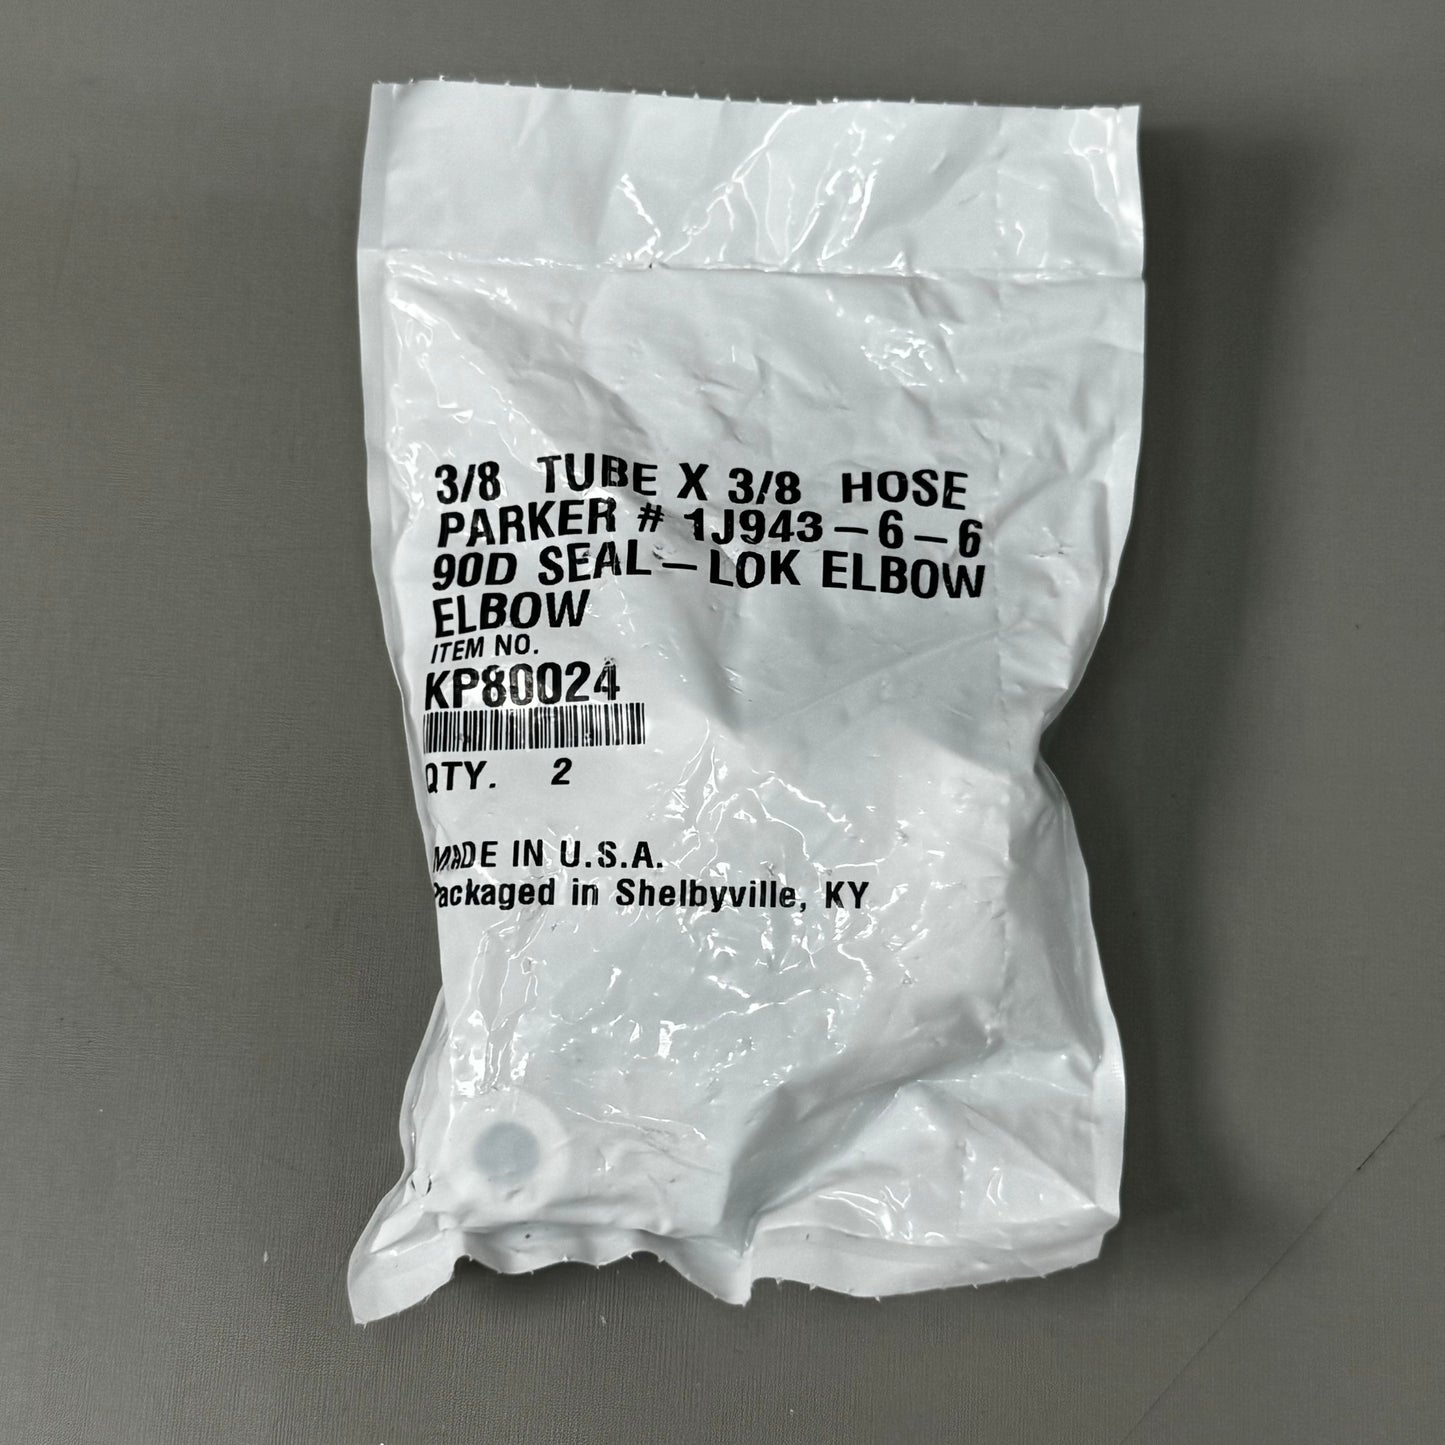 3/8 TUBE X 3/8 HOSE
PARKER # 1J943-6-6
90D SEAL-LOK ELBOW
ELBOW
ITEM NO.
KP80024
QTY. 2
MADE IN U.S.A.
Packaged in Shelbyville, KY